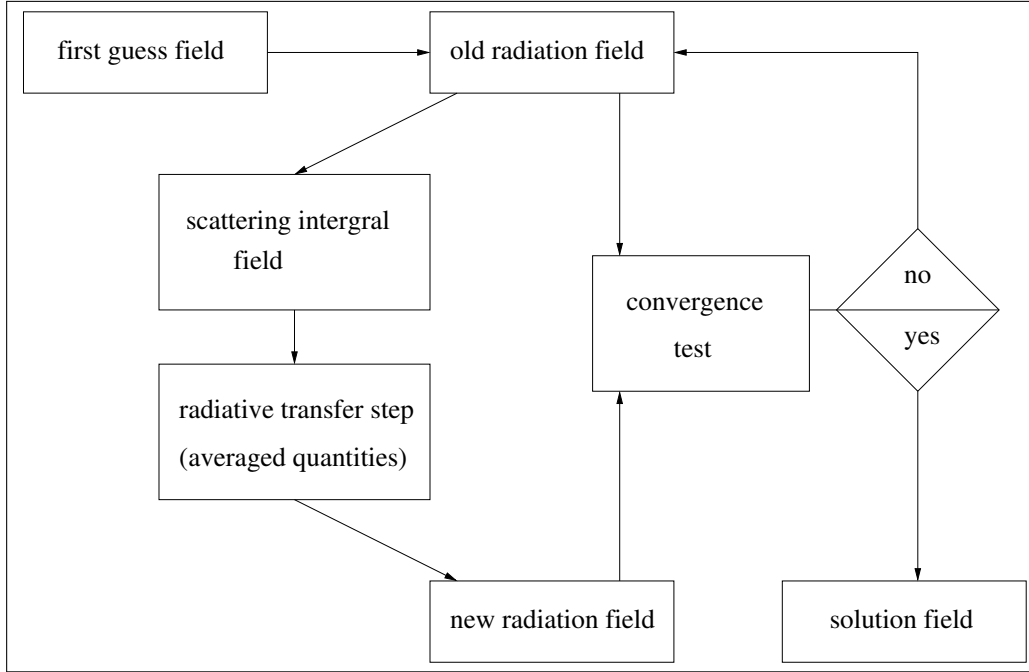 first guess field
old radiation field
scattering intergral
field
no
convergence
yes
test
radiative transfer step
(averaged quantities)
new radiation field
solution field